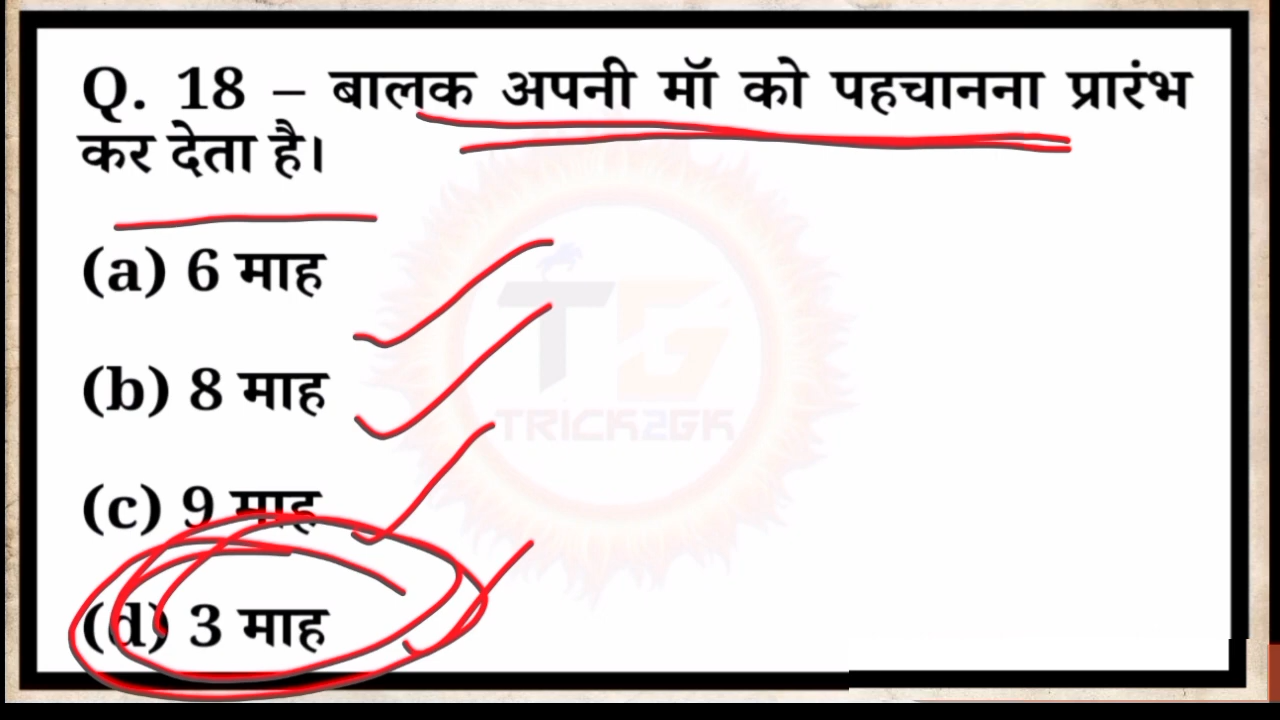 Q. 18 – बालक अपनी मॉ को पहचानना प्रारंभ
कर देता है।
(a) 6 माह
(b) 8 माह
TRICK2GK
(c) 9 माह
(d) 3 माह